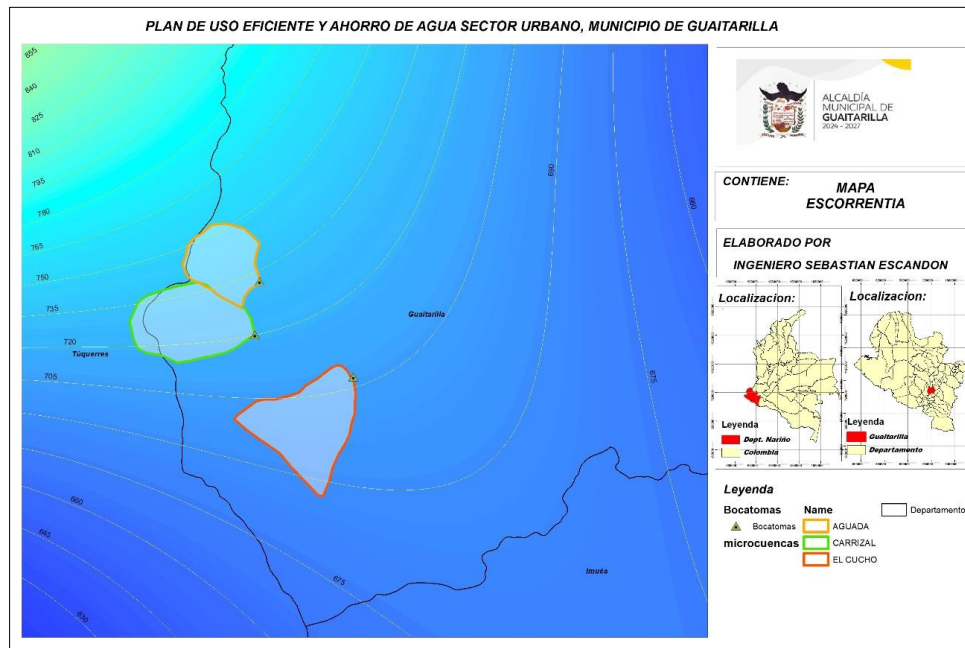 PLAN DE USO EFICIENTE Y AHORRO DE AGUA SECTOR URBANO, MUNICIPIO DE GUAITARILLA
855
840
825
810
795
780
765
750
735
720
705
690
660
675
660
645
630
675
Guaitarilla
Túquerres
Imués
ALCALDÍA
MUNICIPAL DE
GUAITARILLA
2024 - 2027
CONTIENE:
MAPA
ESCORRENTIA
ELABORADO POR
INGENIERO SEBASTIAN ESCANDON
Localizacion:
Leyenda
Dept. Nariño
Colombia
Localizacion:
Leyenda
Guaitarilla
Departamento
Leyenda
Bocatomas
Bocatomas
microcuencas
Name
AGUADA
CARRIZAL
EL CUCHO
Departamento